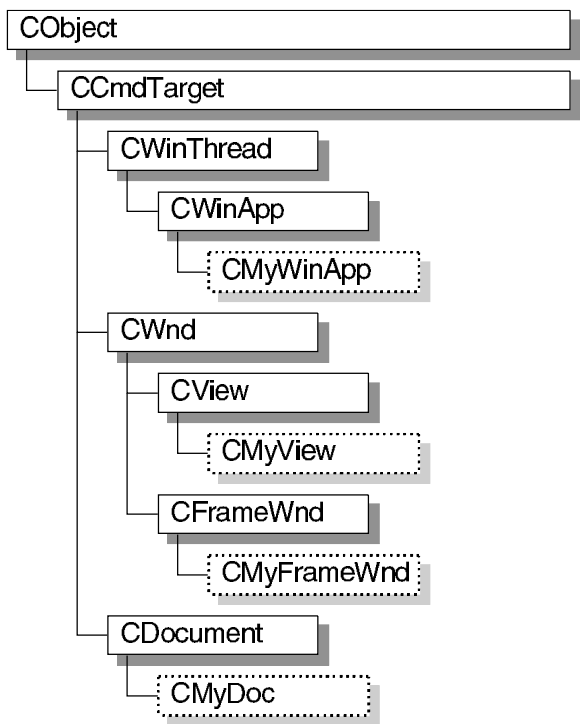 CObject
CCmdTarget
CWinThread
CWinApp
CMyWinApp
CWnd
CView
CMyView
CFrameWnd
CMyFrameWnd
CDocument
CMyDoc